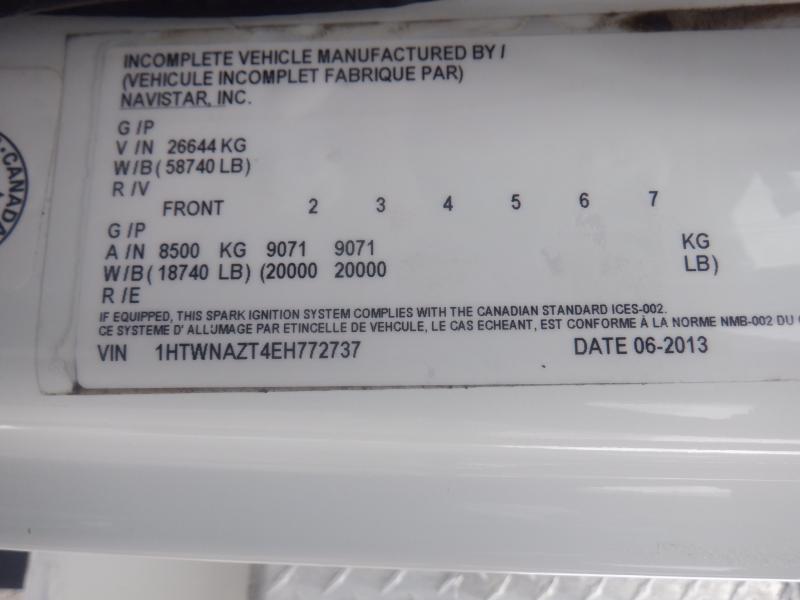 INCOMPLETE VEHICLE MANUFACTURED BY /
(VEHICULE INCOMPLET FABRIQUE PAR)
NAVISTAR, INC.
G /P
V /N 26644 KG
W/B( 58740 LB)
R /V
FRONT 2 3 4 5 6 7
G /P
A /N 8500 KG 9071 9071 KG
W/B( 18740 LB) (20000 20000 LB)
R /E
IF EQUIPPED, THIS SPARK IGNITION SYSTEM COMPLIES WITH THE CANADIAN STANDARD ICES-002.
CE SYSTEME D' ALLUMAGE PAR ETINCELLE DE VEHCULE, LE CAS ECHEANT, EST CONFORME À LA NORME NMB-002 DU
VIN 1HTWNAZT4EH772737 DATE 06-2013
CANADA